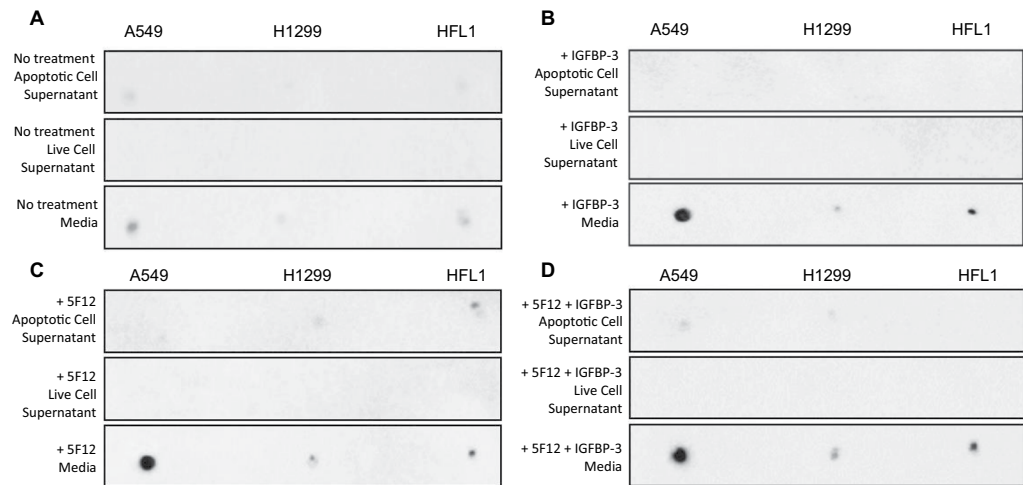 A
A549 H1299 HFL1
No treatment
Apoptotic Cell
Supernatant
No treatment
Live Cell
Supernatant
No treatment
Media
B
A549 H1299 HFL1
+ IGFBP-3
Apoptotic Cell
Supernatant
+ IGFBP-3
Live Cell
Supernatant
+ IGFBP-3
Media
C
A549 H1299 HFL1
+ 5F12
Apoptotic Cell
Supernatant
+ 5F12
Live Cell
Supernatant
+ 5F12
Media
D
A549 H1299 HFL1
+ 5F12 + IGFBP-3
Apoptotic Cell
Supernatant
+ 5F12 + IGFBP-3
Live Cell
Supernatant
+ 5F12 + IGFBP-3
Media